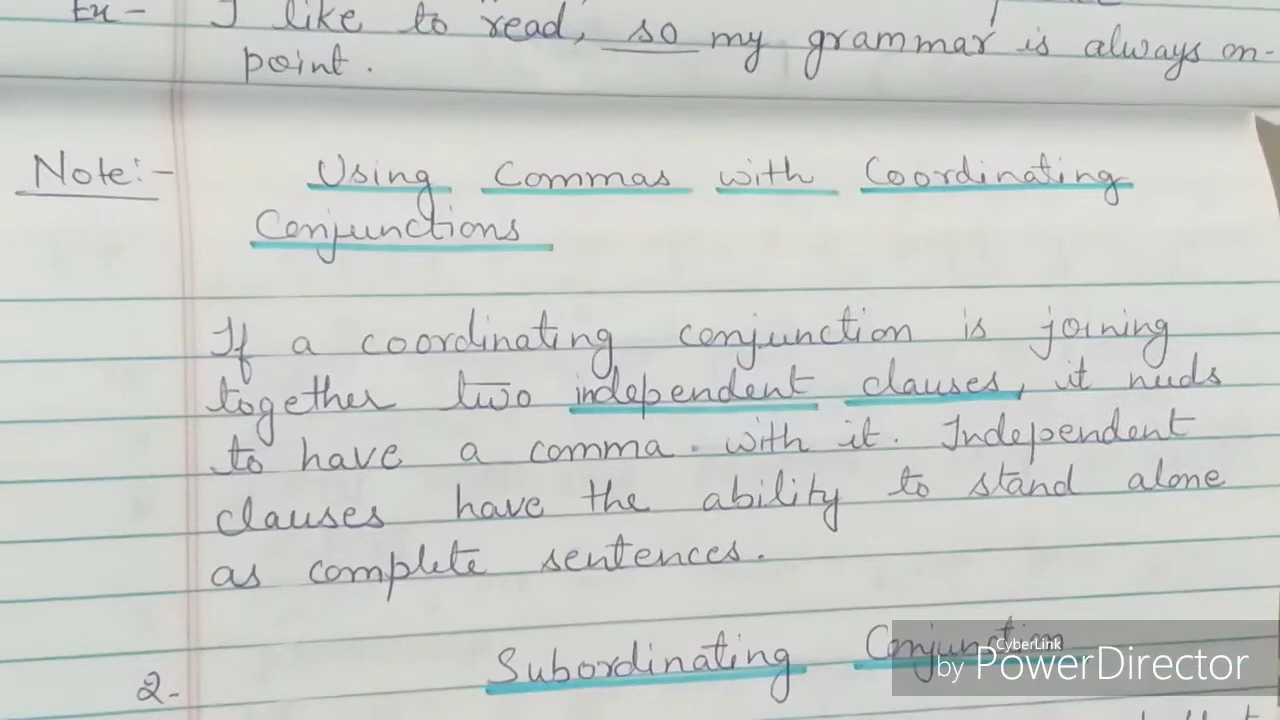 Ex - I like to read, so my grammar is always on-
point.
Note:- Using Commas with Coordinating
Conjunctions
If a coordinating conjunction is joining
together two independent clauses, it needs
to have a comma. with it. Independent
clauses have the ability to stand alone
as complete sentences.
2- Subordinating Conjunction
CyberLink
by PowerDirector